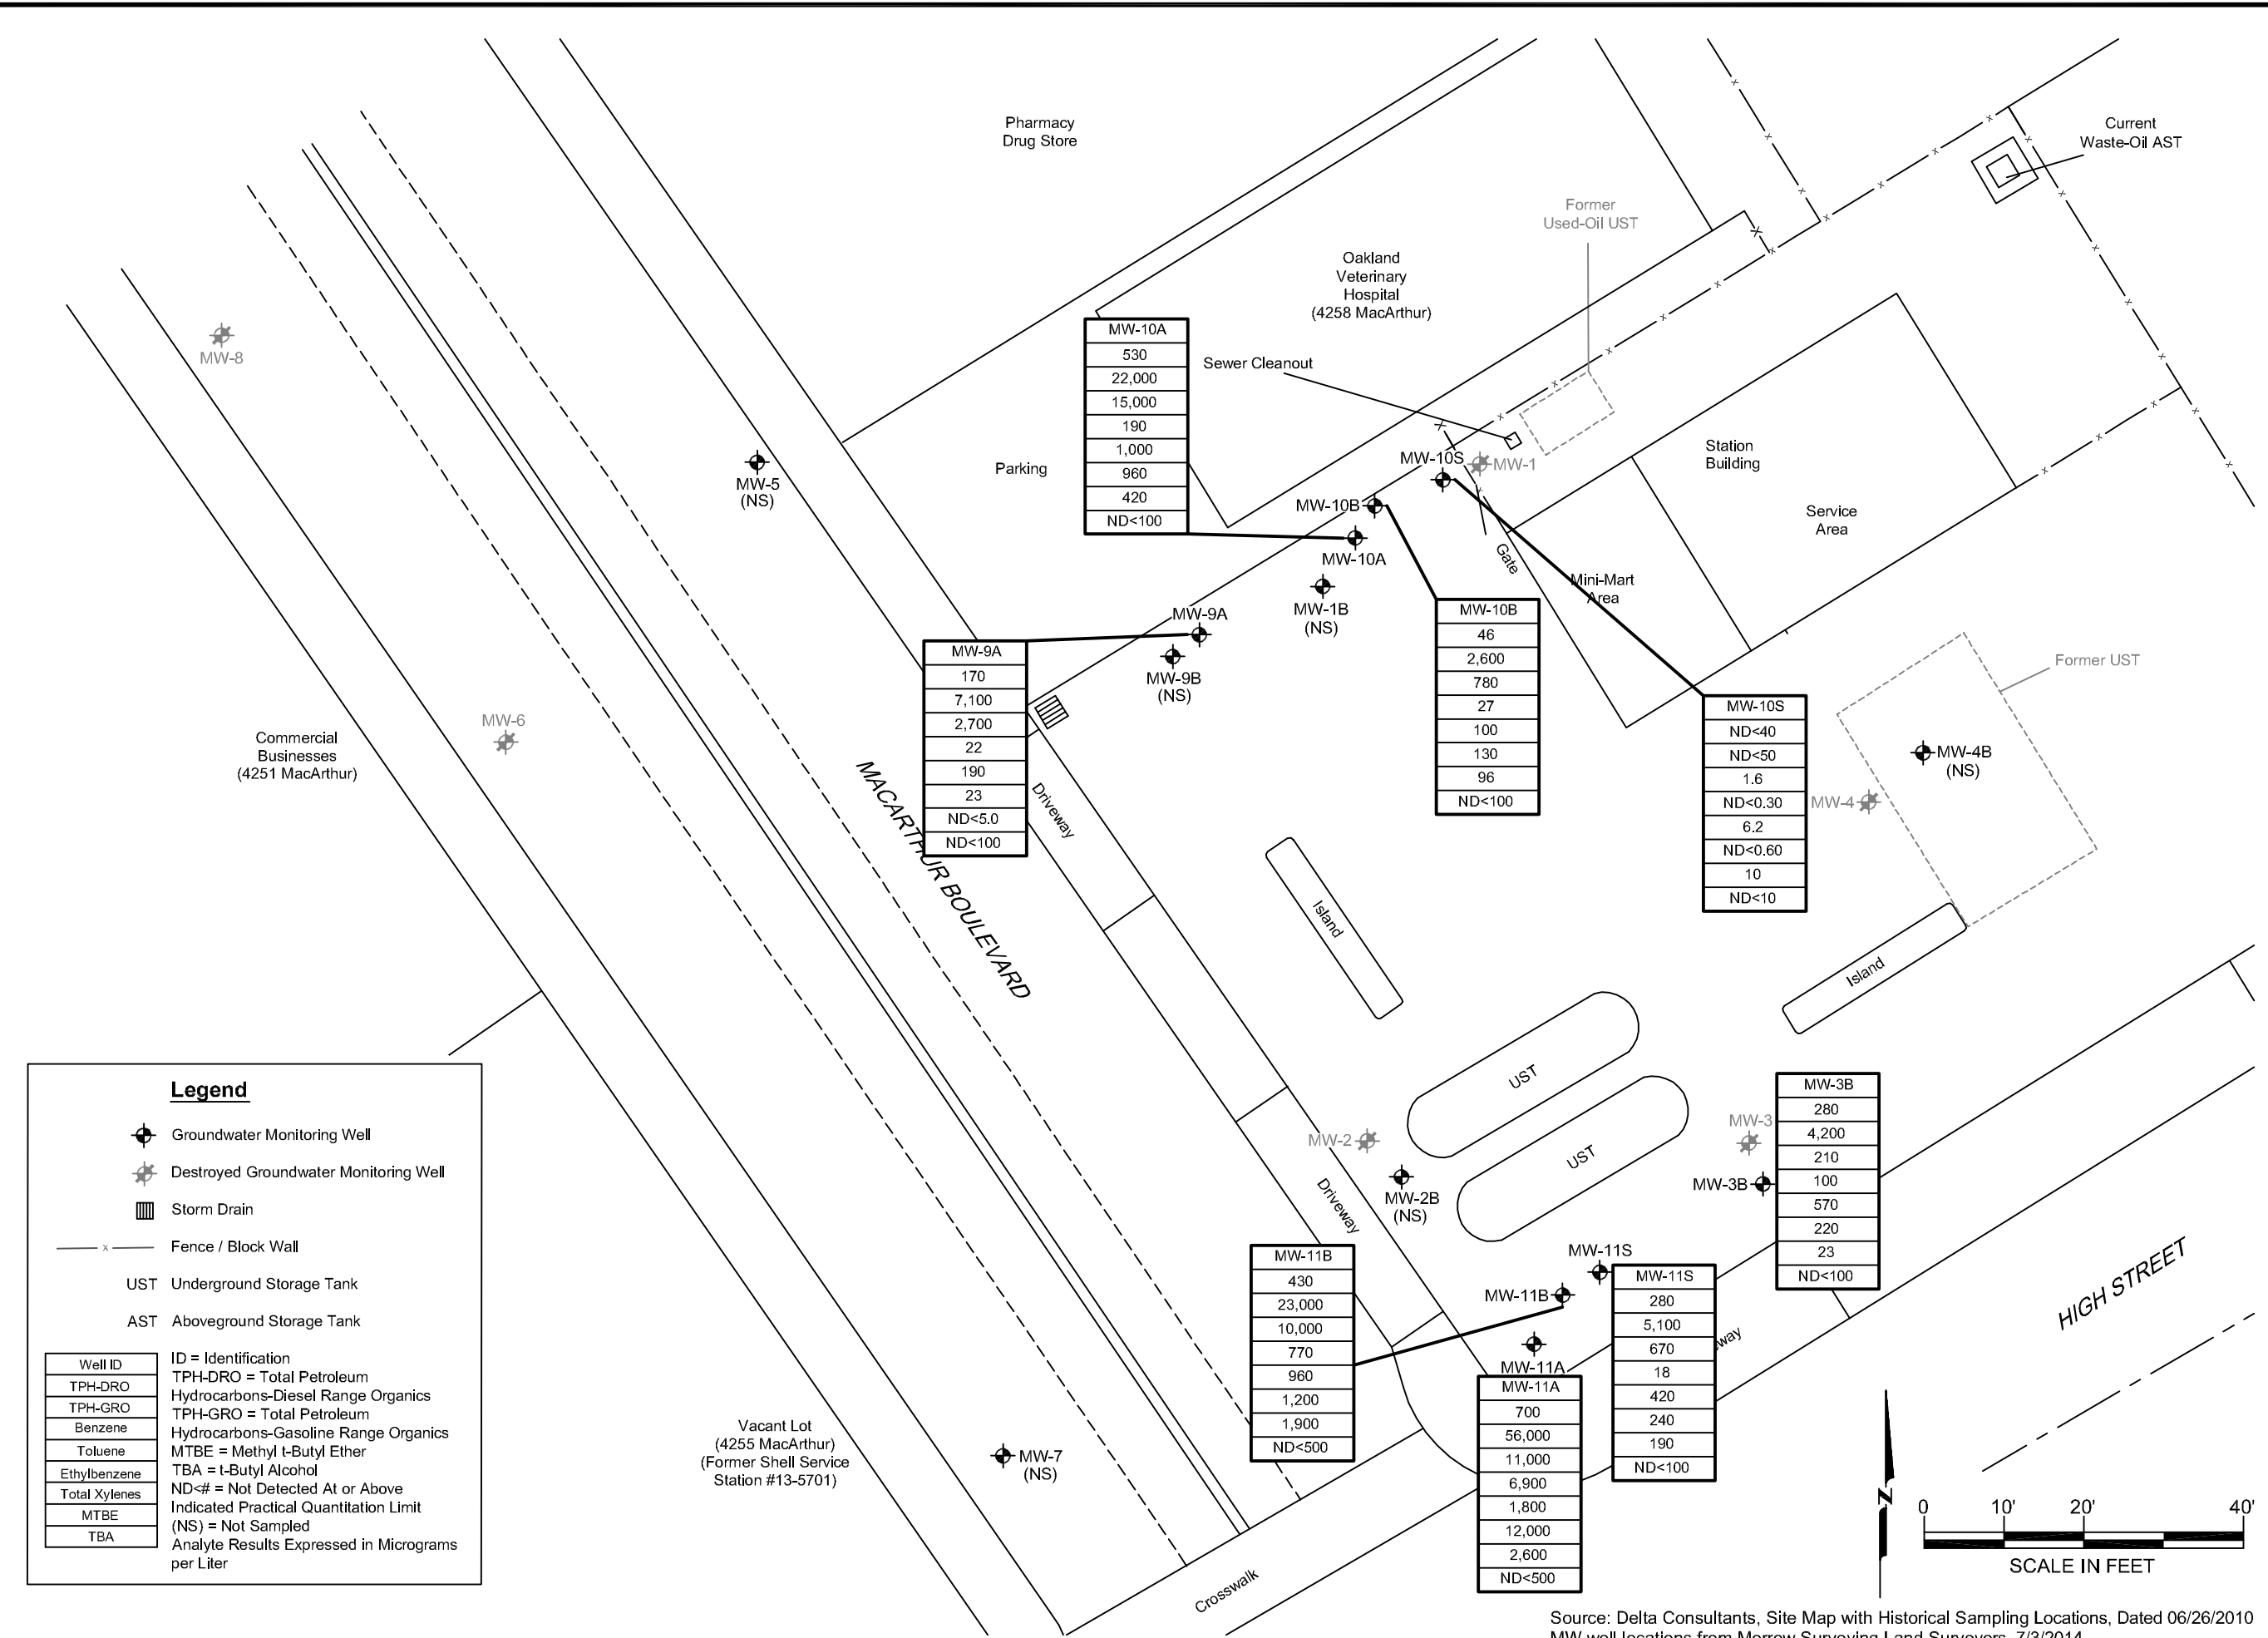 Pharmacy
Drug Store
Current
Waste-Oil AST
Former
Used-Oil UST
Oakland
Veterinary
Hospital
(4258 MacArthur)
MW-8
MW-10A
530
22,000
15,000
190
1,000
960
420
ND<100
Sewer Cleanout
Parking
MW-5
(NS)
MW-10S
MW-1
Station
Building
MW-10B
MW-10A
Service
Area
Gate
Mini-Mart
Area
MW-1B
(NS)
MW-9A
MW-9B
(NS)
MW-9A
170
7,100
2,700
22
190
23
ND<5.0
ND<100
MW-10B
46
2,600
780
27
100
130
96
ND<100
MW-10S
ND<40
ND<50
1.6
ND<0.30
6.2
ND<0.60
10
ND<10
Former UST
MW-4B
(NS)
MW-4
MW-6
Commercial
Businesses
(4251 MacArthur)
MACARTHUR BOULEVARD
Driveway
Island
Island
UST
UST
MW-2
MW-2B
(NS)
Driveway
MW-3
MW-3B
MW-3B
280
4,200
210
100
570
220
23
ND<100
HIGH STREET
MW-11S
MW-11B
MW-11A
MW-11B
430
23,000
10,000
770
960
1,200
1,900
ND<500
MW-11S
280
5,100
670
18
420
240
190
ND<100
way
MW-11A
700
56,000
11,000
6,900
1,800
12,000
2,600
ND<500
Vacant Lot
(4255 MacArthur)
(Former Shell Service
Station #13-5701)
MW-7
(NS)
Crosswalk
Legend
Groundwater Monitoring Well
Destroyed Groundwater Monitoring Well
Storm Drain
x
Fence / Block Wall
UST Underground Storage Tank
AST Aboveground Storage Tank
Well ID
TPH-DRO
TPH-GRO
Benzene
Toluene
Ethylbenzene
Total Xylenes
MTBE
TBA
ID = Identification
TPH-DRO = Total Petroleum
Hydrocarbons-Diesel Range Organics
TPH-GRO = Total Petroleum
Hydrocarbons-Gasoline Range Organics
MTBE = Methyl t-Butyl Ether
TBA = t-Butyl Alcohol
ND<# = Not Detected At or Above
Indicated Practical Quantitation Limit
(NS) = Not Sampled
Analyte Results Expressed in Micrograms
per Liter
N
0 10' 20' 40'
SCALE IN FEET
Source: Delta Consultants, Site Map with Historical Sampling Locations, Dated 06/26/2010
MW well locations from Morrow Surveying Land Surveyors, 7/3/2014